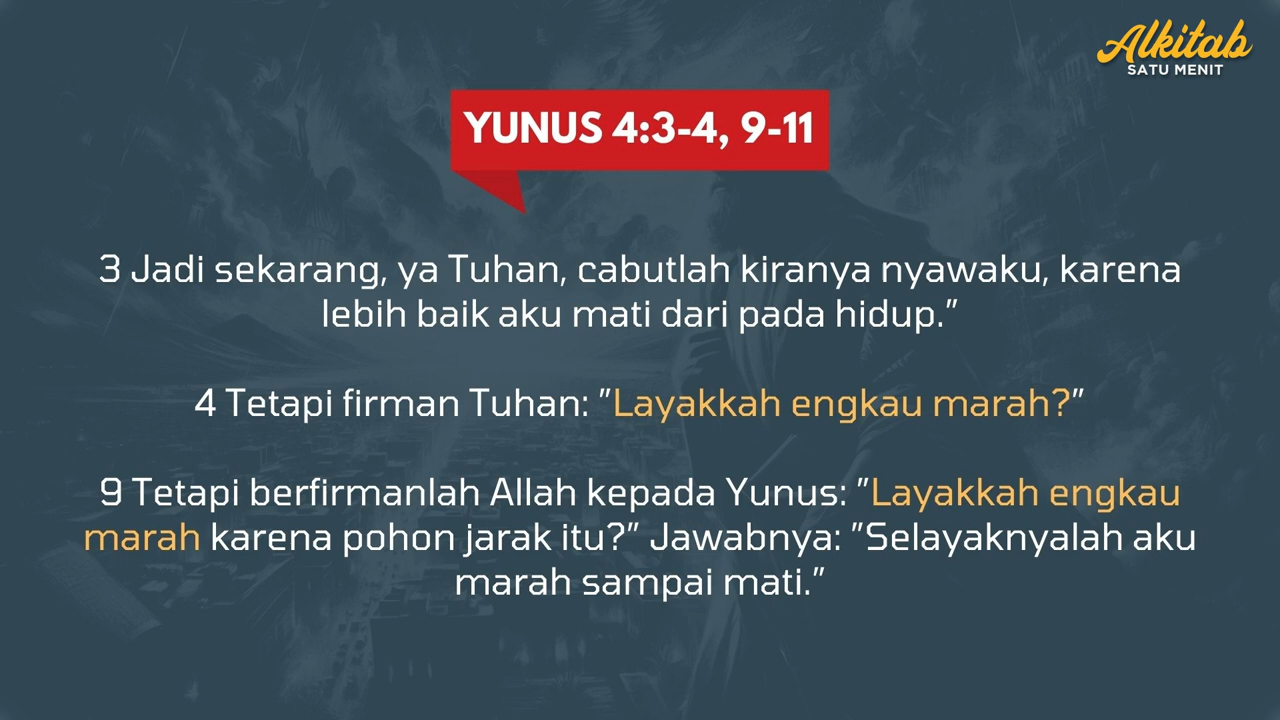 Alkitab
SATU MENIT
YUNUS 4:3-4, 9-11
3 Jadi sekarang, ya Tuhan, cabutlah kiranya nyawaku, karena
lebih baik aku mati dari pada hidup."
4 Tetapi firman Tuhan: "Layakkah engkau marah?"
9 Tetapi berfirmanlah Allah kepada Yunus: "Layakkah engkau
marah karena pohon jarak itu?" Jawabnya: "Selayaknyalah aku
marah sampai mati."